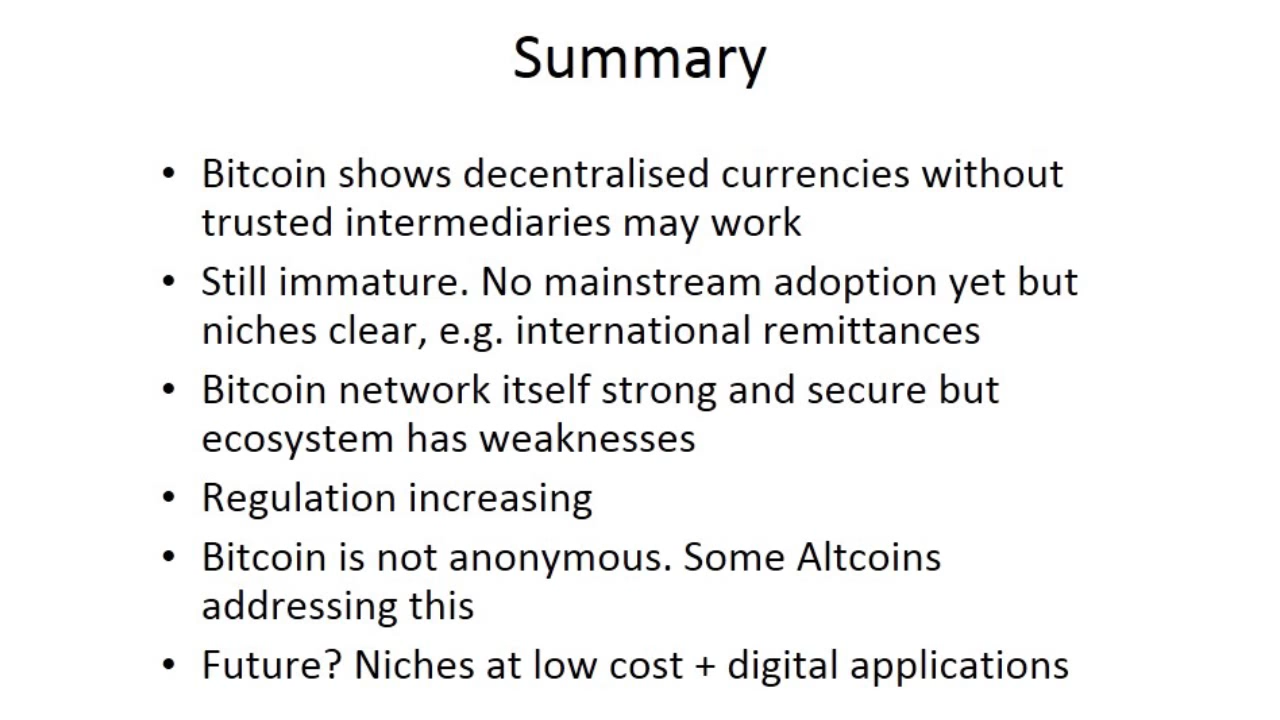 Summary
• Bitcoin shows decentralised currencies without
trusted intermediaries may work
• Still immature. No mainstream adoption yet but
niches clear, e.g. international remittances
• Bitcoin network itself strong and secure but
ecosystem has weaknesses
• Regulation increasing
• Bitcoin is not anonymous. Some Altcoins
addressing this
• Future? Niches at low cost + digital applications